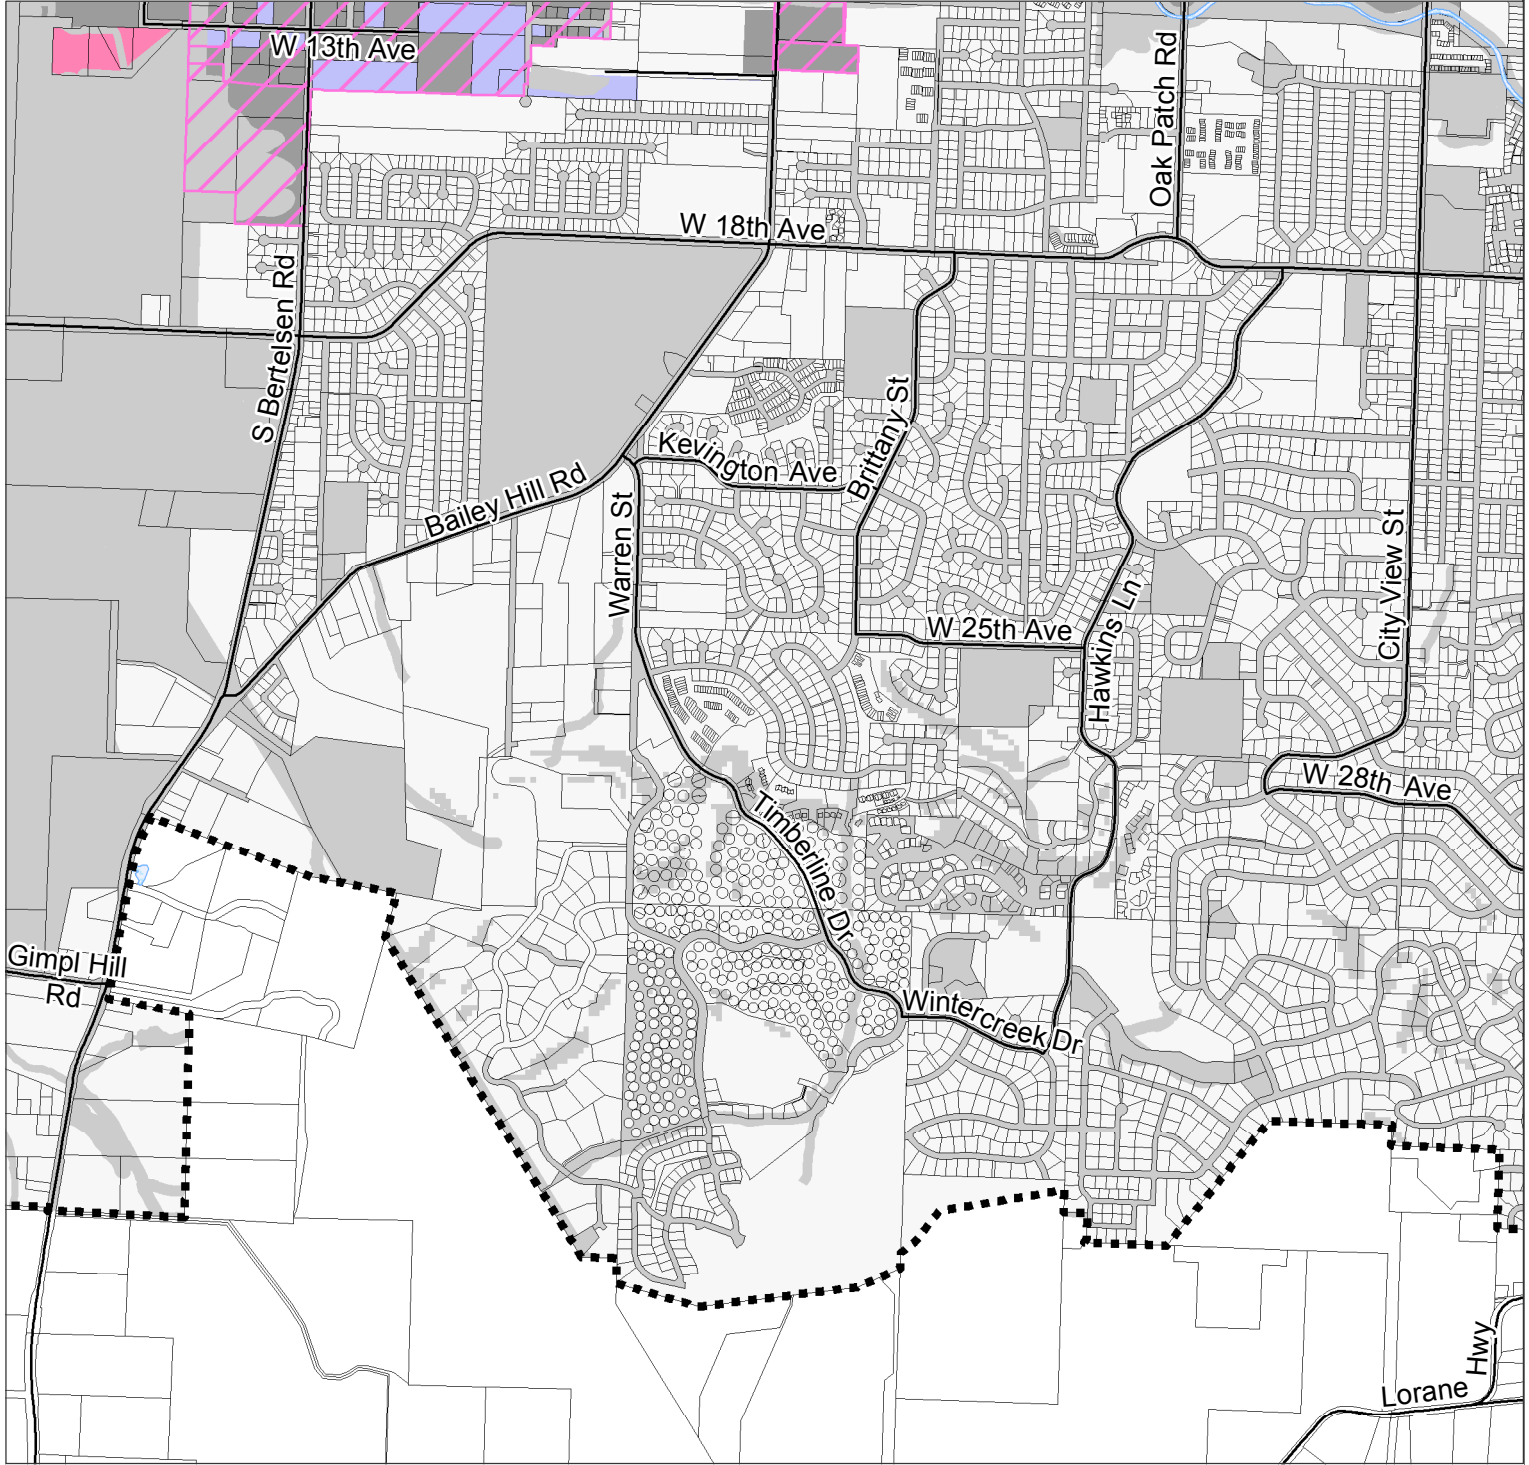 W 13th Ave
Oak Patch Rd
W 18th Ave
S Bertelsen Rd
Brittany St
Kevington Ave
Bailey Hill Rd
Warren St
City View St
W 25th Ave
Hawkins Ln
W 28th Ave
Timberline Dr
Gimpl Hill
Rd
Wintercreek Dr
Lorane
Hwy